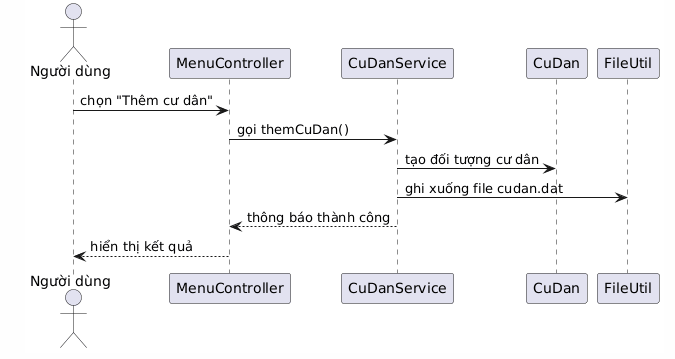 Người dùng
MenuController
CuDanService
CuDan
FileUtil
chọn "Thêm cư dân"
gọi themCuDan()
tạo đối tượng cư dân
ghi xuống file cudan.dat
thông báo thành công
hiển thị kết quả
Người dùng
MenuController
CuDanService
CuDan
FileUtil